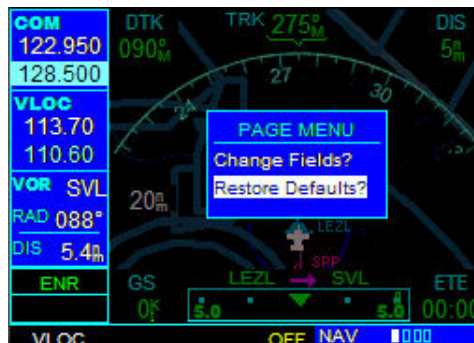 COM
122.950
128.500
VLOC
113.70
110.60
VOR SVL
RAD 088°
DIS 5.4nm
ENR
VLOC
DTK
090°M
TRK 275°M
DIS
5nm
24
27
30
PAGE MENU
Change Fields?
Restore Defaults?
20nm
LEZL
SPP
GS
0K
LEZL → SVL
ETE
00:00
5.0
5.0
OFF NAV